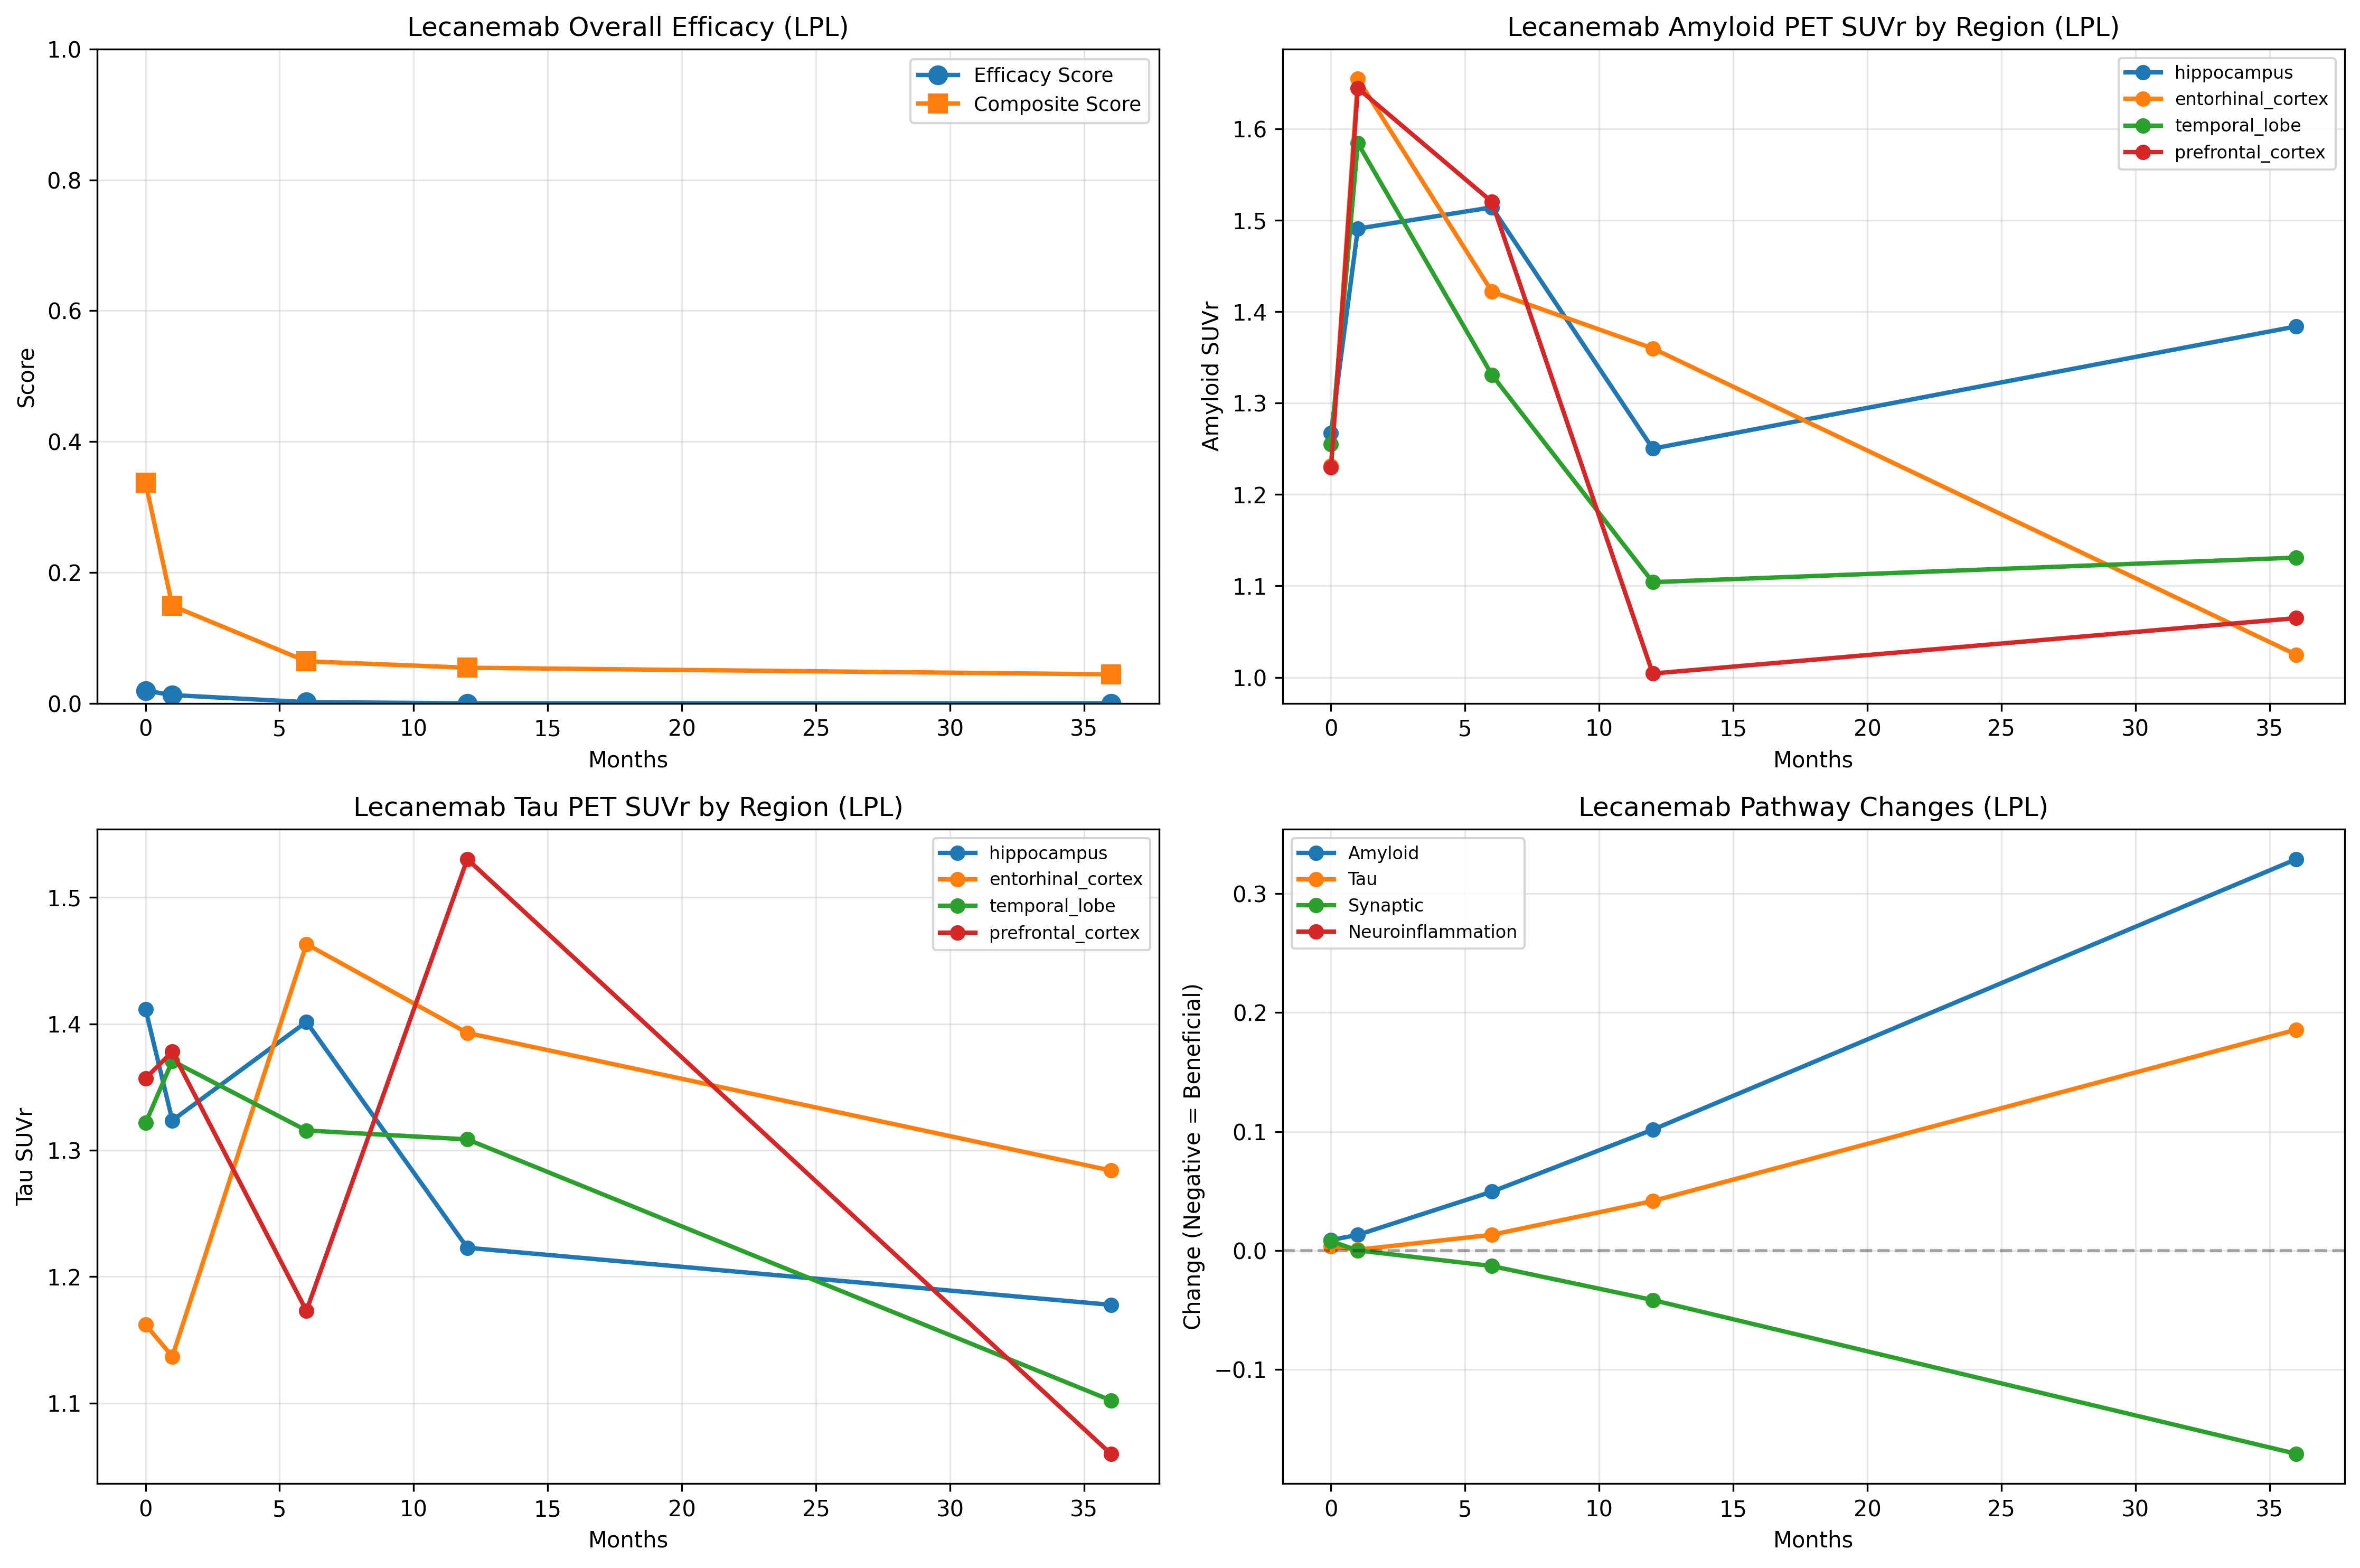 Lecanemab Overall Efficacy (LPL)
Score
1.0
0.8
0.6
0.4
0.2
0.0
Efficacy Score
Composite Score
0 5 10 15 20 25 30 35
Months
Lecanemab Amyloid PET SUVr by Region (LPL)
Amyloid SUVr
1.6
1.5
1.4
1.3
1.2
1.1
1.0
hippocampus
entorhinal_cortex
temporal_lobe
prefrontal_cortex
0 5 10 15 20 25 30 35
Months
Lecanemab Tau PET SUVr by Region (LPL)
Tau SUVr
1.5
1.4
1.3
1.2
1.1
hippocampus
entorhinal_cortex
temporal_lobe
prefrontal_cortex
0 5 10 15 20 25 30 35
Months
Lecanemab Pathway Changes (LPL)
Change (Negative = Beneficial)
0.3
0.2
0.1
0.0
−0.1
Amyloid
Tau
Synaptic
Neuroinflammation
0 5 10 15 20 25 30 35
Months